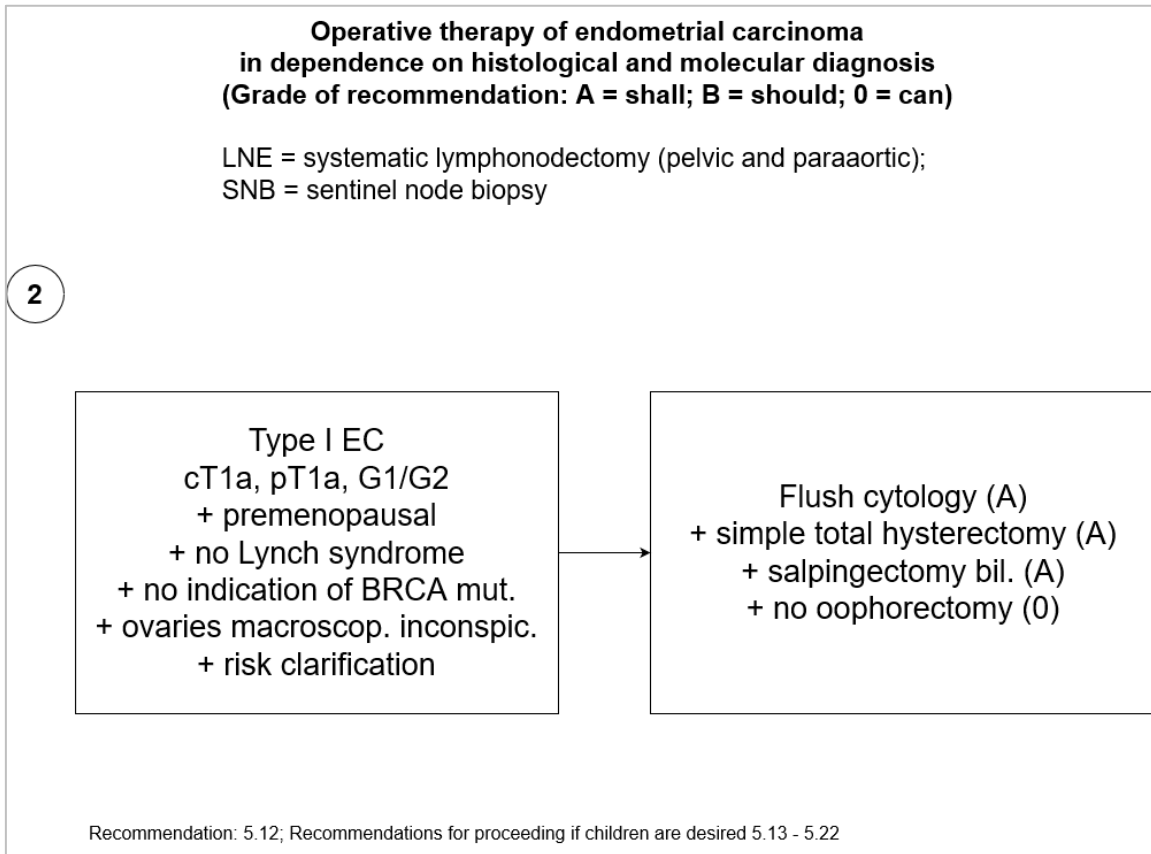 Operative therapy of endometrial carcinoma
in dependence on histological and molecular diagnosis
(Grade of recommendation: A = shall; B = should; 0 = can)
LNE = systematic lymphonodectomy (pelvic and paraaortic);
SNB = sentinel node biopsy
2
Type I EC
cT1a, pT1a, G1/G2
+ premenopausal
+ no Lynch syndrome
+ no indication of BRCA mut.
+ ovaries macroscop. inconspic.
+ risk clarification
Flush cytology (A)
+ simple total hysterectomy (A)
+ salpingectomy bil. (A)
+ no oophorectomy (0)
Recommendation: 5.12; Recommendations for proceeding if children are desired 5.13 - 5.22